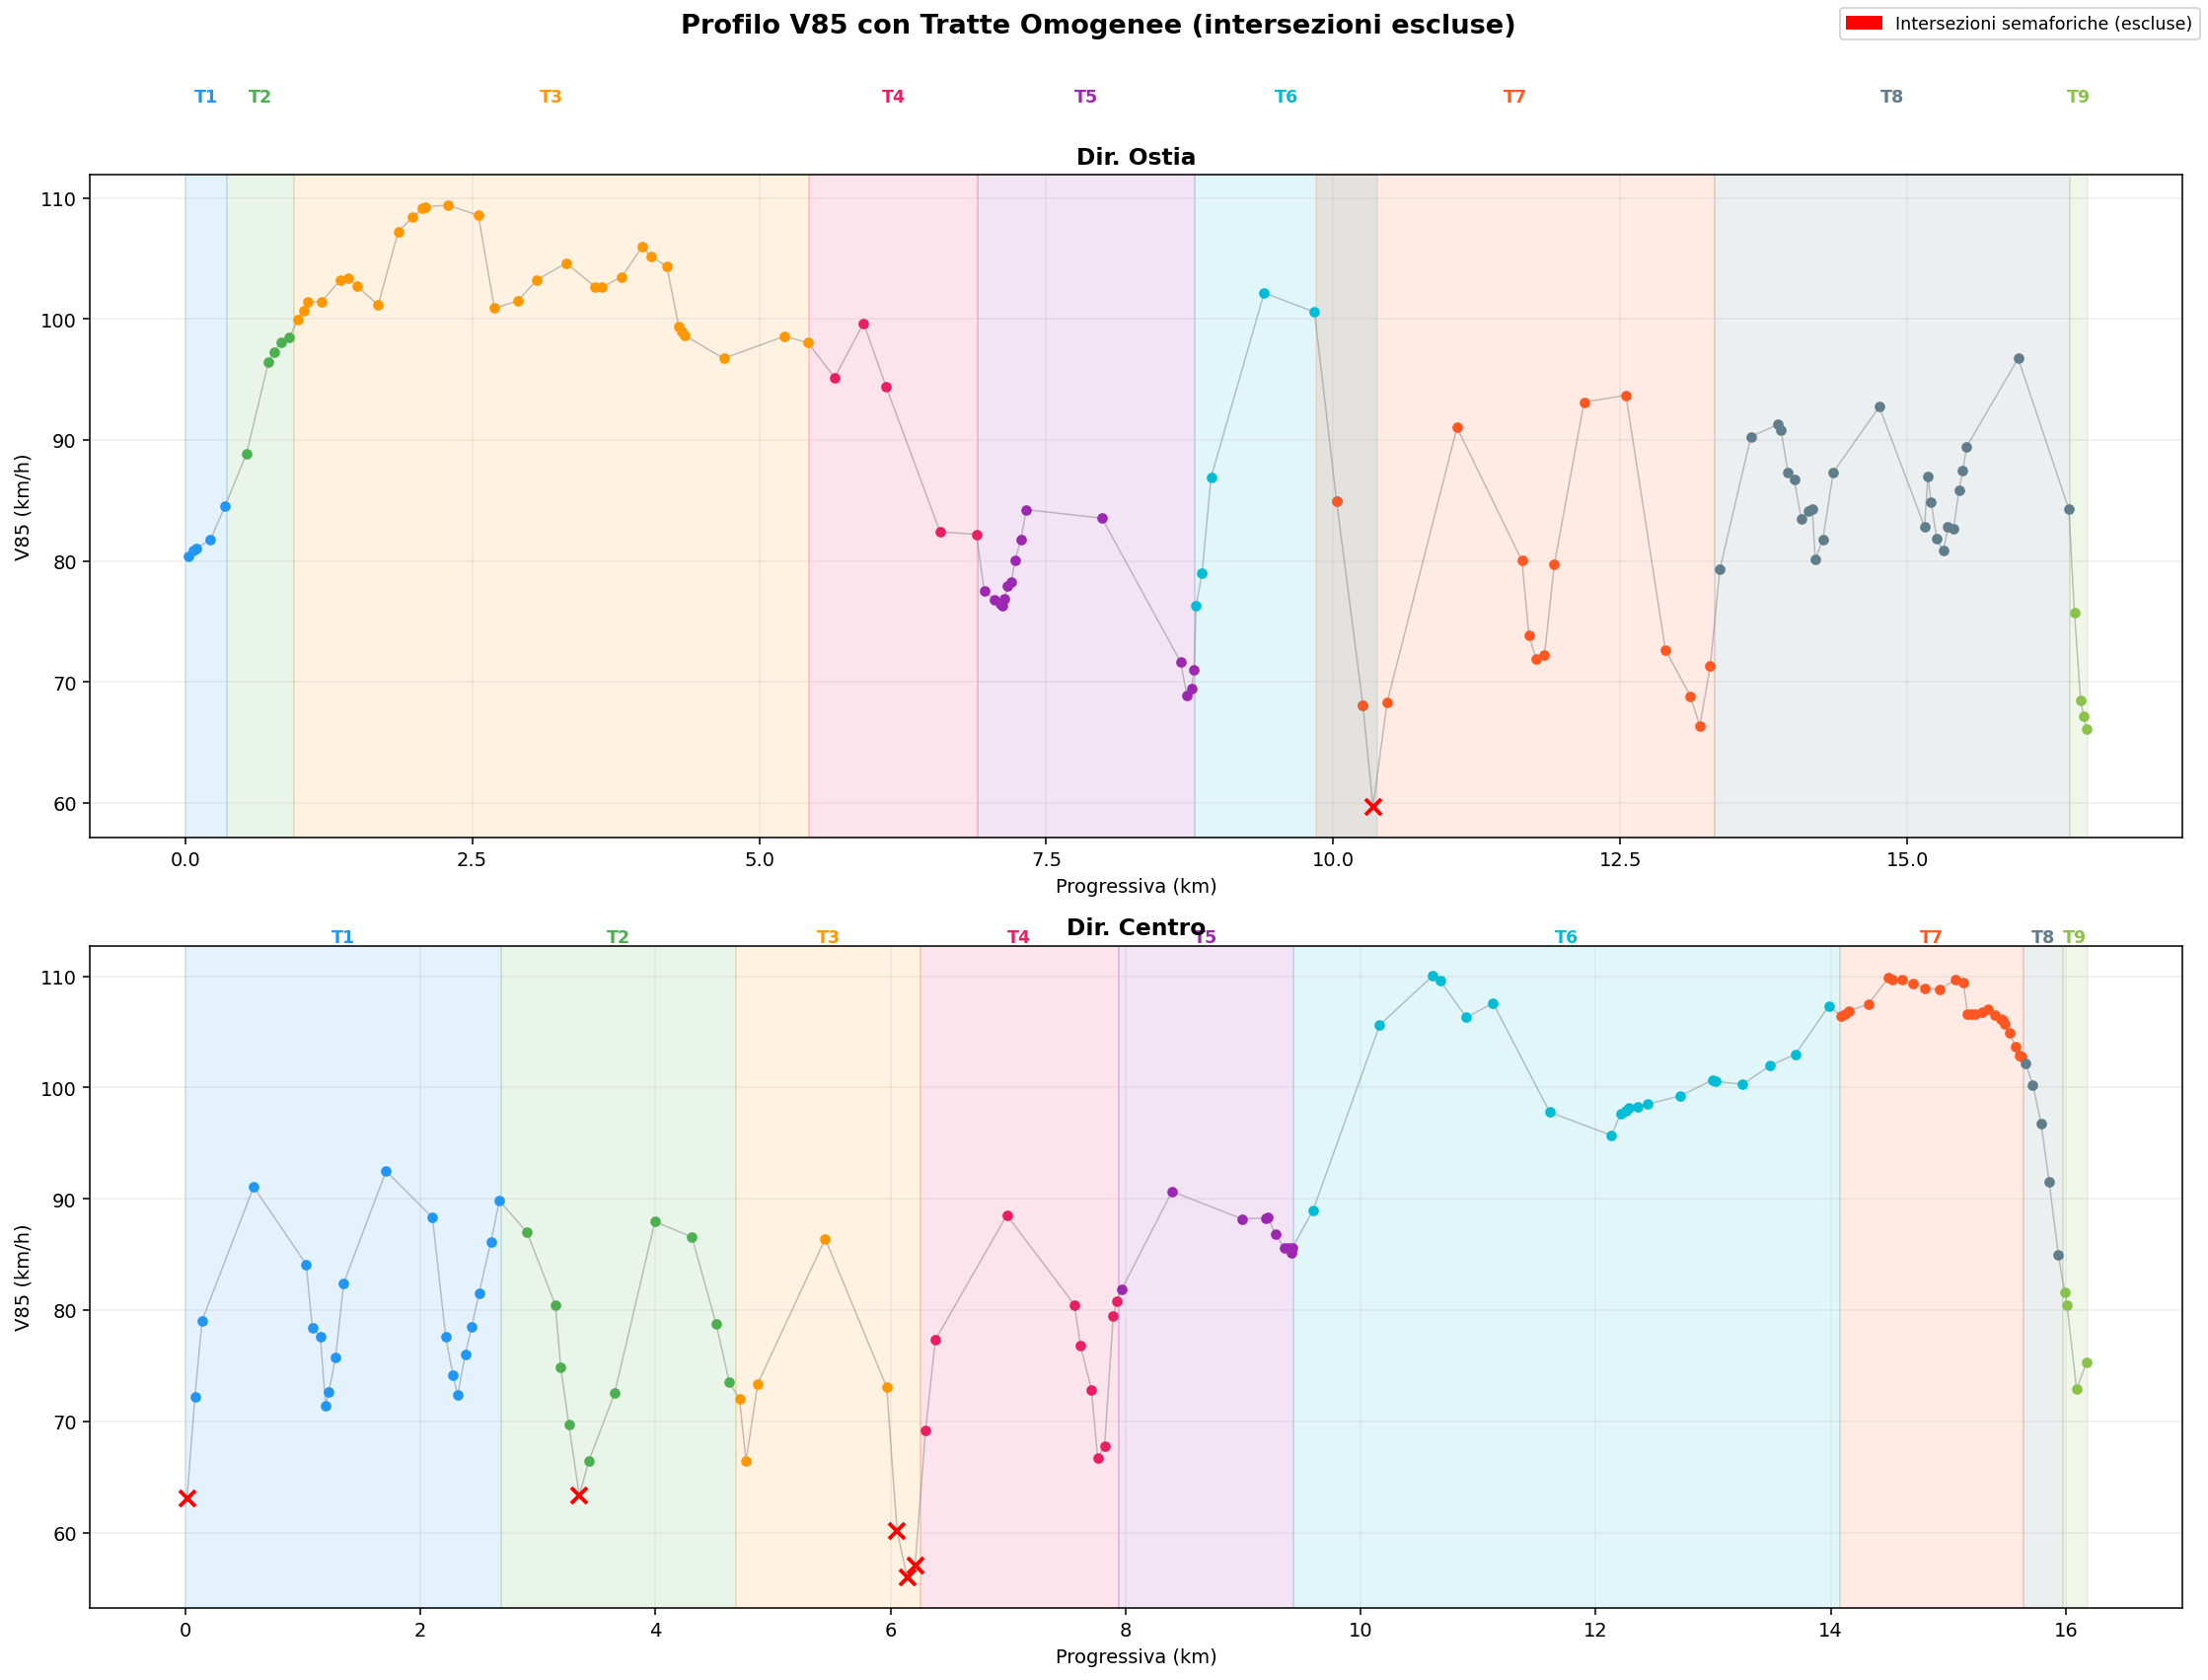 Profilo V85 con Tratte Omogenee (intersezioni escluse)
Intersezioni semaforiche (escluse)
T1 T2 T3 T4 T5 T6 T7 T8 T9
Dir. Ostia
V85 (km/h)
110
100
90
80
70
60
0.0 2.5 5.0 7.5 10.0 12.5 15.0
Progressiva (km)
Dir. Centro
T1 T2 T3 T4 T5 T6 T7 T8 T9
V85 (km/h)
110
100
90
80
70
60
0 2 4 6 8 10 12 14 16
Progressiva (km)